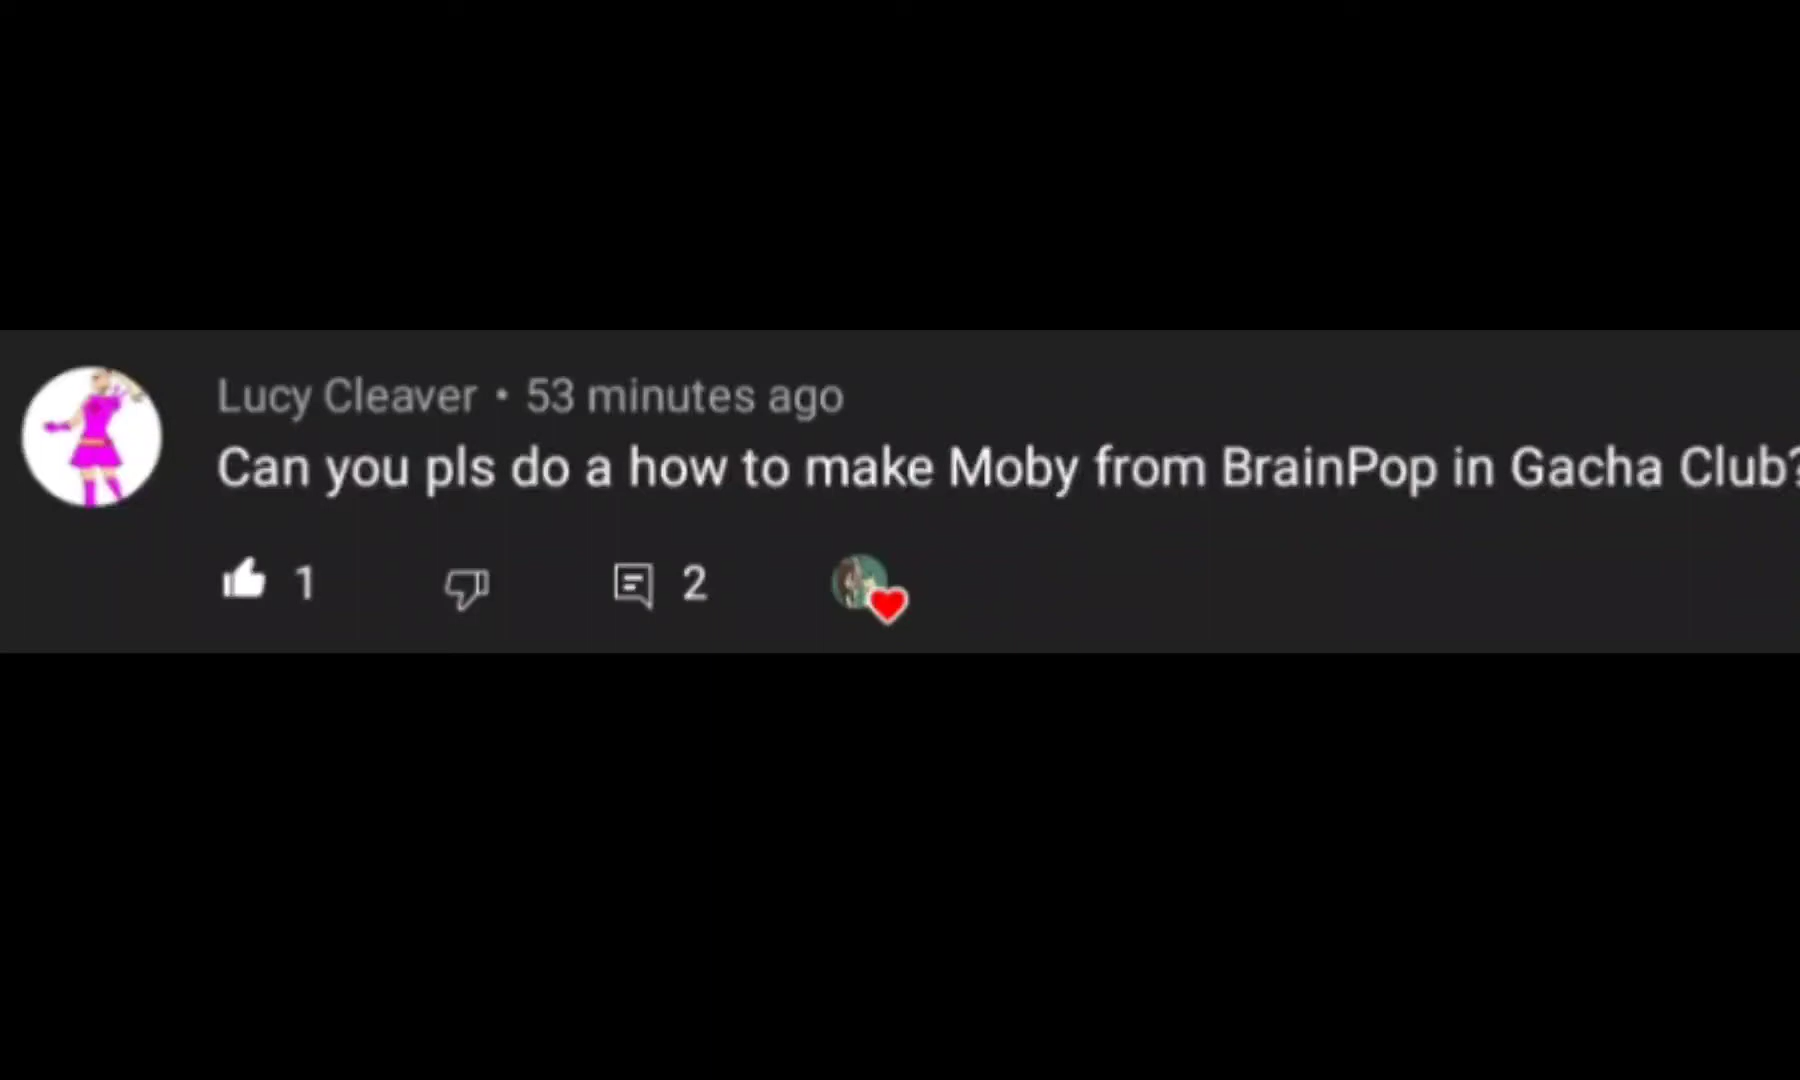 Lucy Cleaver • 53 minutes ago
Can you pls do a how to make Moby from BrainPop in Gacha Club?
1 2